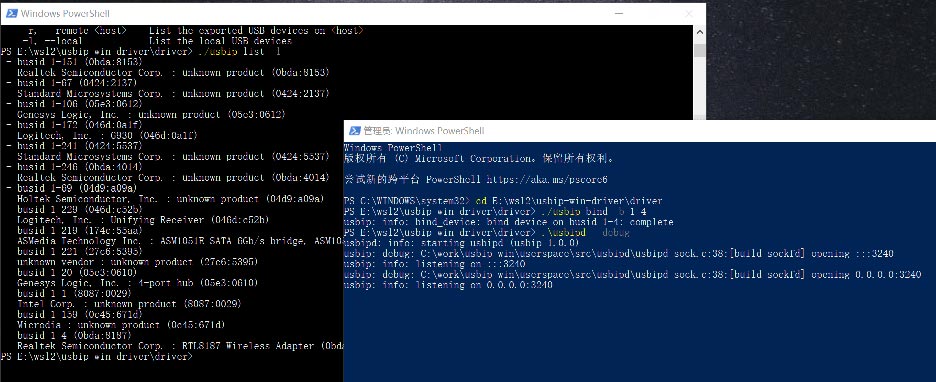 Windows PowerShell
-r, --remote <host>    List the exported USB devices on <host>
-l, --local            List the local USB devices
PS E:\wsl2\usbip-win-driver\driver> ./usbip list -l
- busid 1-151 (0bda:8153)
Realtek Semiconductor Corp. : unknown product (0bda:8153)
- busid 1-67 (0424:2137)
Standard Microsystems Corp. : unknown product (0424:2137)
- busid 1-106 (05e3:0612)
Genesys Logic, Inc. : unknown product (05e3:0612)
- busid 1-172 (046d:0a1f)
Logitech, Inc. : G930 (046d:0a1f)
- busid 1-241 (0424:5537)
Standard Microsystems Corp. : unknown product (0424:5537)
- busid 1-246 (0bda:4014)
Realtek Semiconductor Corp. : unknown product (0bda:4014)
- busid 1-69 (04d9:a09a)
Holtek Semiconductor, Inc. : unknown product (04d9:a09a)
busid 1-229 (046d:c52b)
Logitech, Inc. : Unifying Receiver (046d:c52b)
busid 1-219 (174c:55aa)
ASMedia Technology Inc. : ASM1051E SATA 6Gb/s bridge, ASM10
busid 1-221 (27c6:5395)
unknown vendor : unknown product (27c6:5395)
busid 1-20 (05e3:0610)
Genesys Logic, Inc. : 4-port hub (05e3:0610)
busid 1-1 (8087:0029)
Intel Corp. : unknown product (8087:0029)
busid 1-159 (0c45:671d)
Microdia : unknown product (0c45:671d)
busid 1-4 (0bda:8187)
Realtek Semiconductor Corp. : RTL8187 Wireless Adapter (0bda
PS E:\wsl2\usbip-win-driver\driver>
管理员: Windows PowerShell
Windows PowerShell
版权所有 (C) Microsoft Corporation。保留所有权利。
尝试新的跨平台 PowerShell https://aka.ms/pscore6
PS C:\WINDOWS\system32> cd E:\wsl2\usbip-win-driver\driver
PS E:\wsl2\usbip-win-driver\driver> ./usbip bind -b 1-4
usbip: info: bind_device: bind device on busid 1-4: complete
PS E:\wsl2\usbip-win-driver\driver> .\usbipd --debug
usbipd: info: starting usbipd (usbip 1.0.0)
usbip: debug: C:\work\usbip-win\userspace\src\usbipd\usbipd_sock.c:38:[build_sockfd] opening :::3240
usbip: info: listening on :::3240
usbip: debug: C:\work\usbip-win\userspace\src\usbipd\usbipd_sock.c:38:[build_sockfd] opening 0.0.0.0:3240
usbip: info: listening on 0.0.0.0:3240